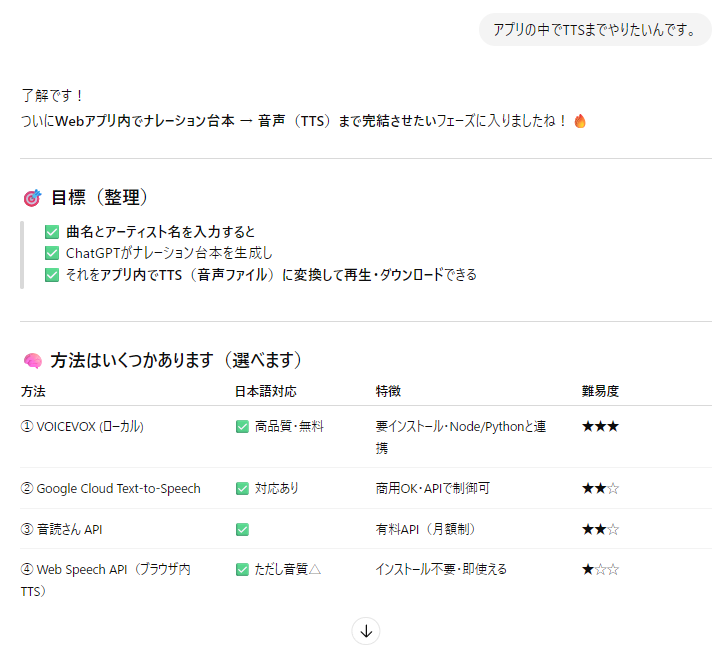 アプリの中でTTSまでやりたいんです。
了解です！
ついにWebアプリ内でナレーション台本 → 音声（TTS）まで完結させたいフェーズに入りましたね！🔥
🎯 目標（整理）
✅ 曲名とアーティスト名を入力すると
✅ ChatGPTがナレーション台本を生成し
✅ それをアプリ内でTTS（音声ファイル）に変換して再生・ダウンロードできる
🧠 方法はいくつかあります（選べます）
方法 日本語対応 特徴 難易度
① VOICEVOX (ローカル) ✅ 高品質・無料 要インストール・Node/Pythonと連 ★★★
携
② Google Cloud Text-to-Speech ✅ 対応あり 商用OK・APIで制御可 ★★☆
③ 音読さん API ✅ 有料API（月額制） ★★☆
④ Web Speech API（ブラウザ内 ✅ ただし音質△ インストール不要・即使える ★☆☆
TTS）